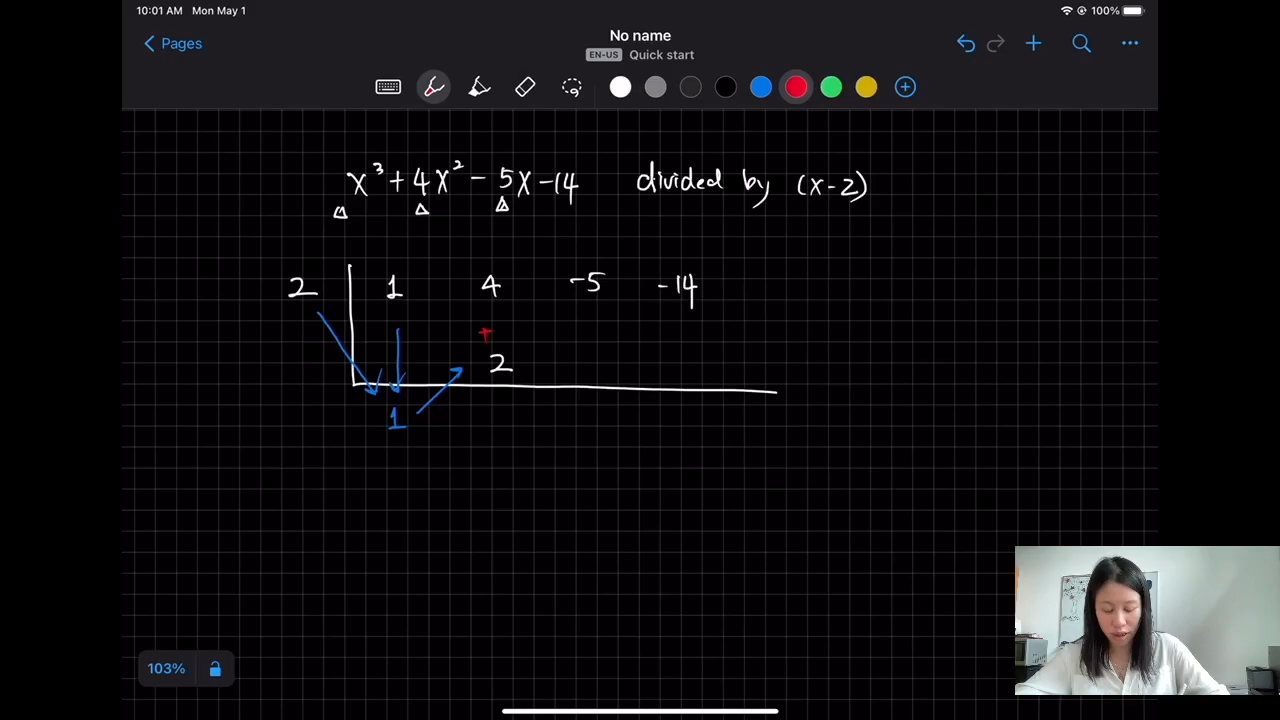 10:01 AM Mon May 1 100%
Pages
No name
EN-US Quick start
x³ + 4x² - 5x - 14 divided by (x-2)
2 1 4 -5 -14
+
2
1
103%